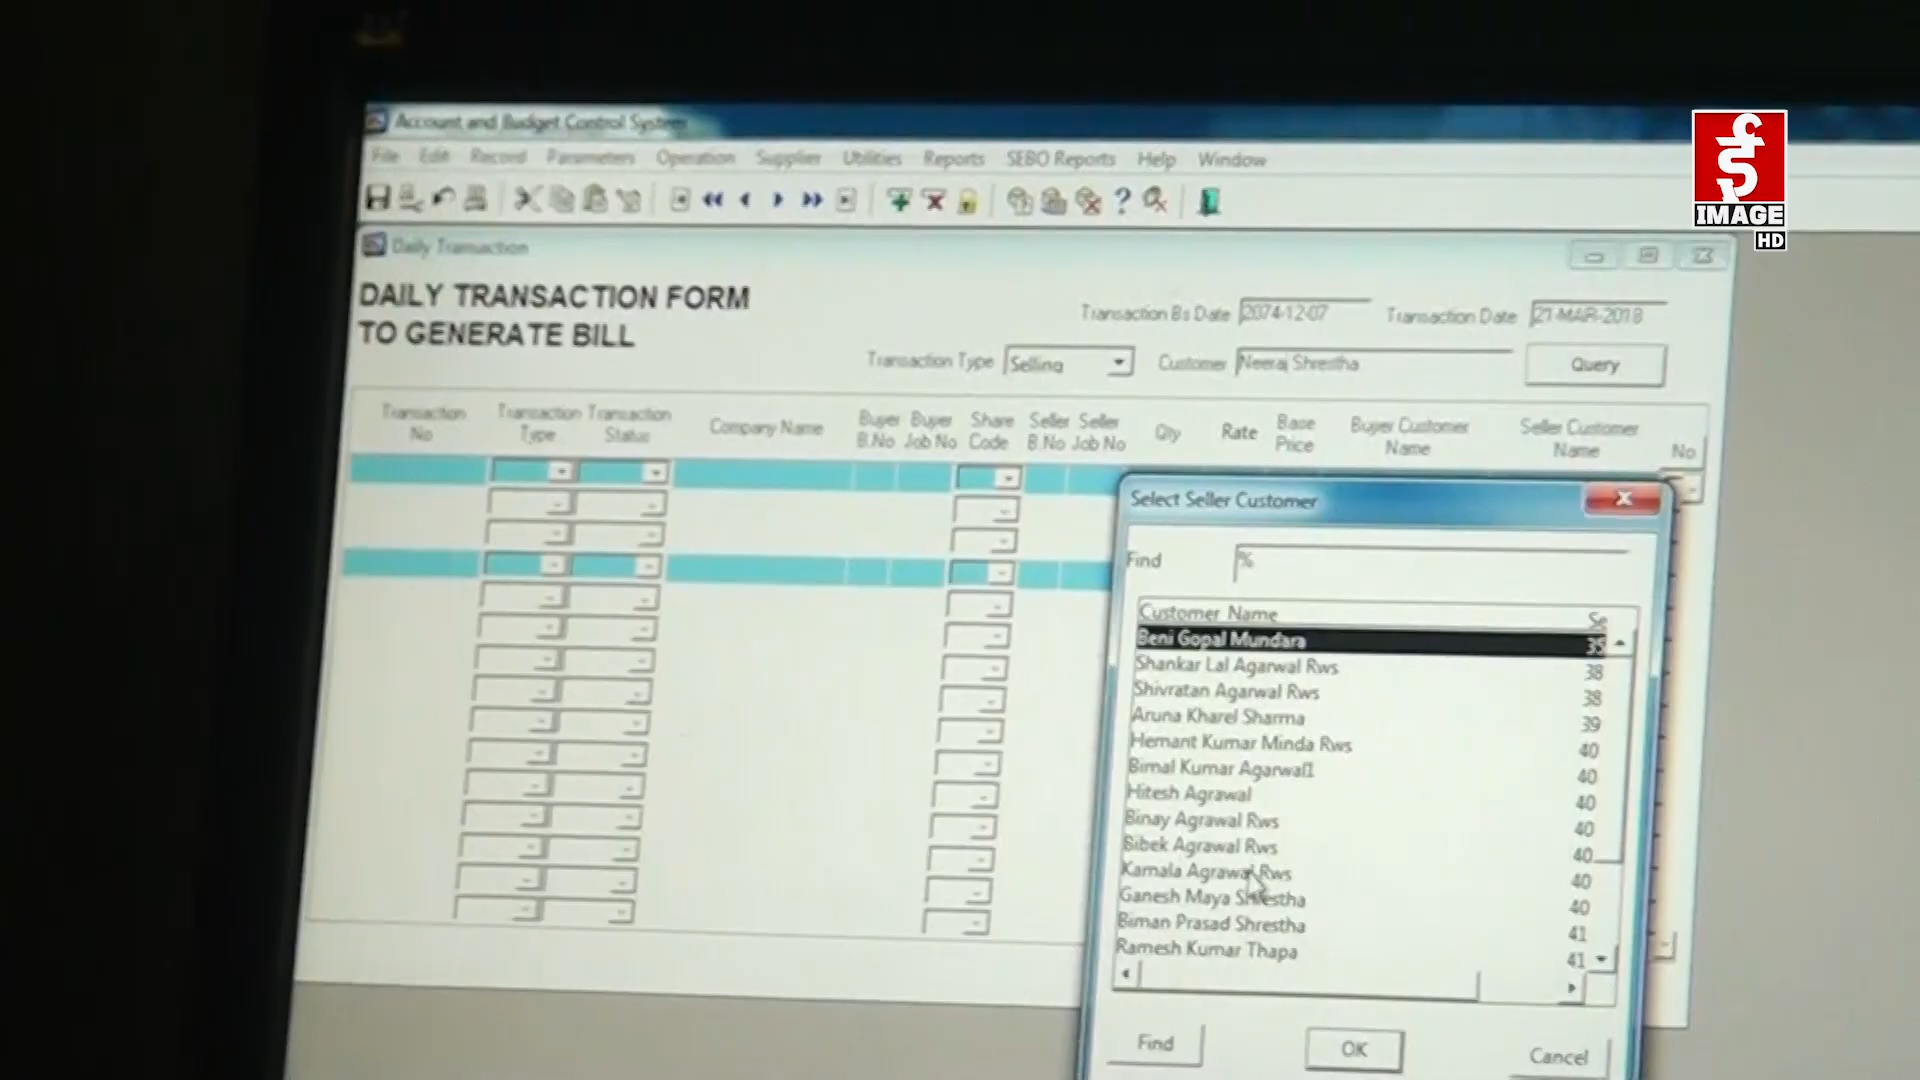 Account and Budget Control System
File Edit Record Parameters Operation Supplier Utilities Reports SEBO Reports Help Window
IMAGE
HD
Daily Transaction
DAILY TRANSACTION FORM
TO GENERATE BILL
Transaction Bs Date 2074-12-07 Transaction Date 21-MAR-2018
Transaction Type Selling Customer Neeraj Shrestha Query
Transaction No
Transaction Type
Transaction Status
Company Name
Buyer B.No
Buyer Job No
Share Code
Seller B.No
Seller Job No
Qty
Rate
Base Price
Buyer Customer Name
Seller Customer Name
No
Select Seller Customer
Find %
Customer Name Se
Beni Gopal Mundara 35
Shankar Lal Agarwal Rws 38
Shivratan Agarwal Rws 38
Aruna Kharel Sharma 39
Hemant Kumar Minda Rws 40
Bimal Kumar Agarwal1 40
Hitesh Agrawal 40
Binay Agrawal Rws 40
Bibek Agrawal Rws 40
Kamala Agrawal Rws 40
Ganesh Maya Shrestha 40
Biman Prasad Shrestha 41
Ramesh Kumar Thapa 41
Find OK Cancel